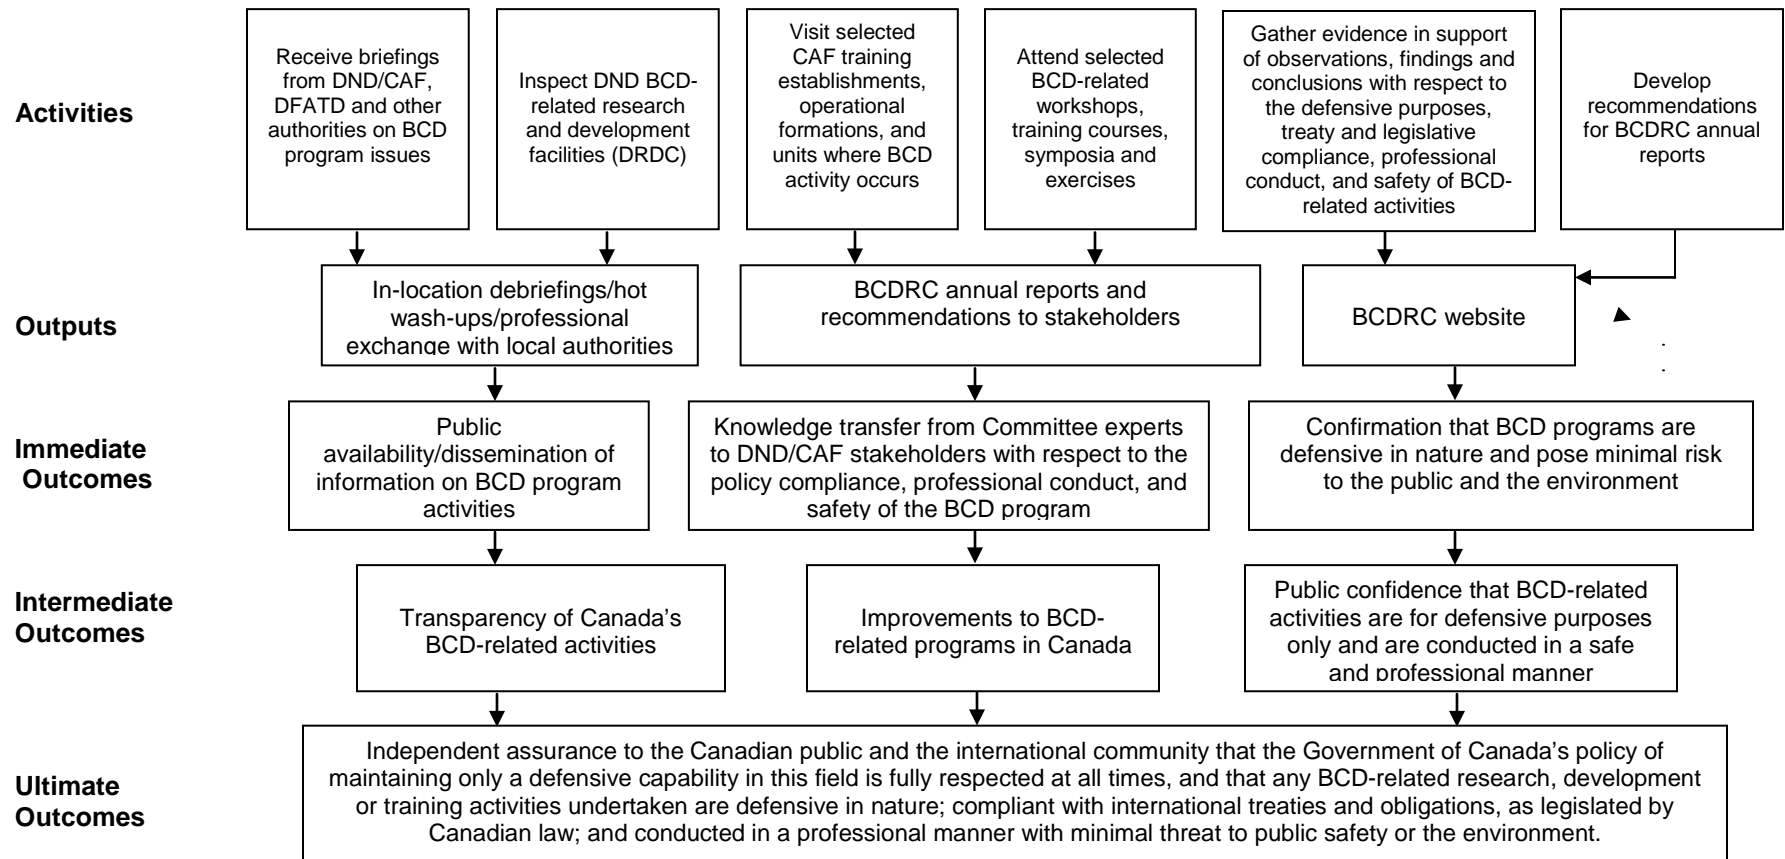 Activities
Receive briefings
from DND/CAF,
DFATD and other
authorities on BCD
program issues
Inspect DND BCD-
related research
and development
facilities (DRDC)
Visit selected
CAF training
establishments,
operational
formations, and
units where BCD
activity occurs
Attend selected
BCD-related
workshops,
training courses,
symposia and
exercises
Gather evidence in support
of observations, findings and
conclusions with respect to
the defensive purposes,
treaty and legislative
compliance, professional
conduct, and safety of BCD-
related activities
Develop
recommendations
for BCDRC annual
reports
Outputs
In-location debriefings/hot
wash-ups/professional
exchange with local authorities
BCDRC annual reports and
recommendations to stakeholders
BCDRC website
Immediate
Outcomes
Public
availability/dissemination of
information on BCD program
activities
Knowledge transfer from Committee experts
to DND/CAF stakeholders with respect to the
policy compliance, professional conduct, and
safety of the BCD program
Confirmation that BCD programs are
defensive in nature and pose minimal risk
to the public and the environment
Intermediate
Outcomes
Transparency of Canada's
BCD-related activities
Improvements to BCD-
related programs in Canada
Public confidence that BCD-related
activities are for defensive purposes
only and are conducted in a safe
and professional manner
Ultimate
Outcomes
Independent assurance to the Canadian public and the international community that the Government of Canada's policy of
maintaining only a defensive capability in this field is fully respected at all times, and that any BCD-related research, development
or training activities undertaken are defensive in nature; compliant with international treaties and obligations, as legislated by
Canadian law; and conducted in a professional manner with minimal threat to public safety or the environment.